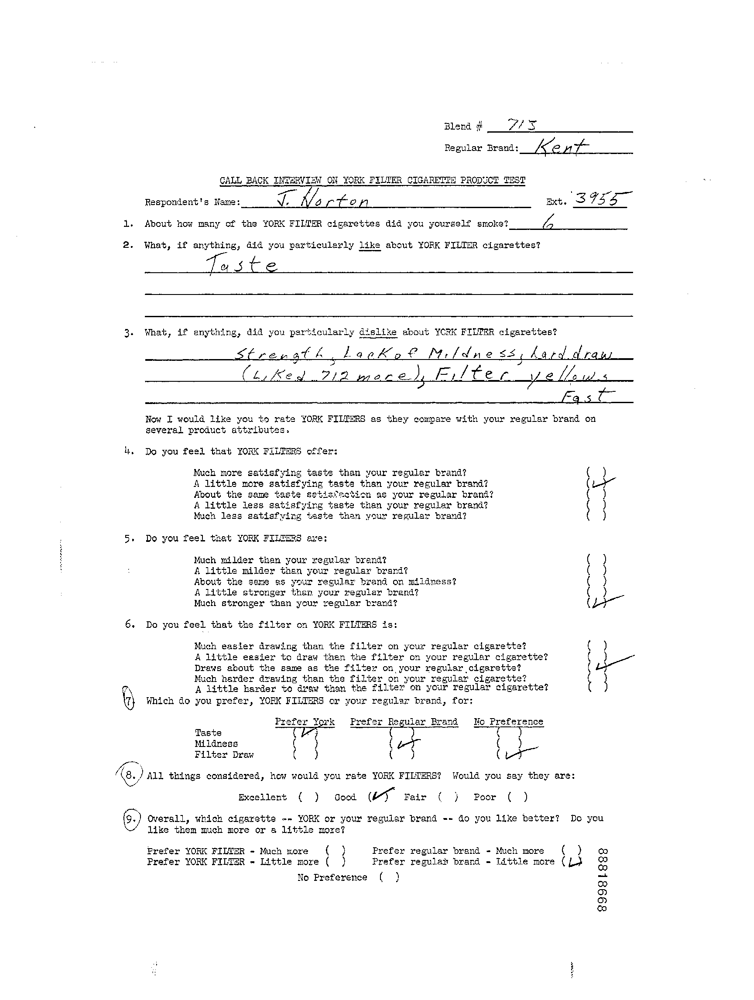 Blend # 713
Regular Brand: Kent
CALL BACK INTERVIEW ON YORK FILTER CIGARETTE PRODUCT TEST
Respondent's Name: J. Norton Ext. 3955
1. About how many of the YORK FILTER cigarettes did you yourself smoke? 6
2. What, if anything, did you particularly like about YORK FILTER cigarettes?
Taste
3. What, if anything, did you particularly dislike about YORK FILTER cigarettes?
Strength, Lack of Mildness, hard draw
(Liked 712 more), Filter yellows
Fast
Now I would like you to rate YORK FILTERS as they compare with your regular brand on
several product attributes.
4. Do you feel that YORK FILTERS offer:
Much more satisfying taste than your regular brand? ( )
A little more satisfying taste than your regular brand? (✓)
About the same taste satisfaction as your regular brand? ( )
A little less satisfying taste than your regular brand? ( )
Much less satisfying taste than your regular brand? ( )
5. Do you feel that YORK FILTERS are:
Much milder than your regular brand? ( )
A little milder than your regular brand? ( )
About the same as your regular brand on mildness? ( )
A little stronger than your regular brand? ( )
Much stronger than your regular brand? (✓)
6. Do you feel that the filter on YORK FILTERS is:
Much easier drawing than the filter on your regular cigarette? ( )
A little easier to draw than the filter on your regular cigarette? ( )
Draws about the same as the filter on your regular cigarette? (✓)
Much harder drawing than the filter on your regular cigarette? ( )
A little harder to draw than the filter on your regular cigarette? ( )
7 Which do you prefer, YORK FILTERS or your regular brand, for:
Prefer York Prefer Regular Brand No Preference
Taste (✓) ( ) ( )
Mildness ( ) (✓) ( )
Filter Draw ( ) ( ) (✓)
8. All things considered, how would you rate YORK FILTERS? Would you say they are:
Excellent ( ) Good (✓) Fair ( ) Poor ( )
9. Overall, which cigarette -- YORK or your regular brand -- do you like better? Do you
like them much more or a little more?
Prefer YORK FILTER - Much more ( ) Prefer regular brand - Much more ( )
Prefer YORK FILTER - Little more ( ) Prefer regular brand - Little more (✓)
No Preference ( )
88818668